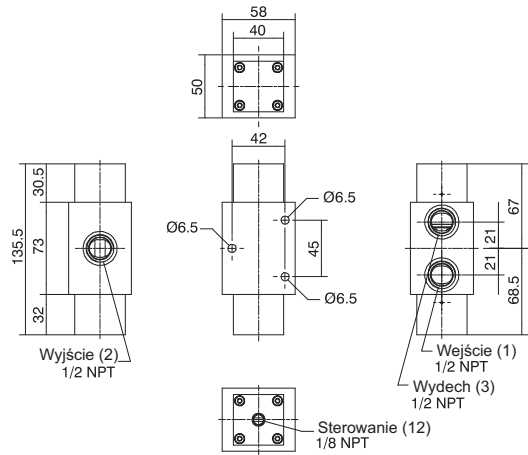 58
40
50
42
30.5
135.5
73
32
Ø6.5
Ø6.5
45
Ø6.5
67
21
21
68.5
Wyjście (2)
1/2 NPT
Wejście (1)
1/2 NPT
Wydech (3)
1/2 NPT
Sterowanie (12)
1/8 NPT